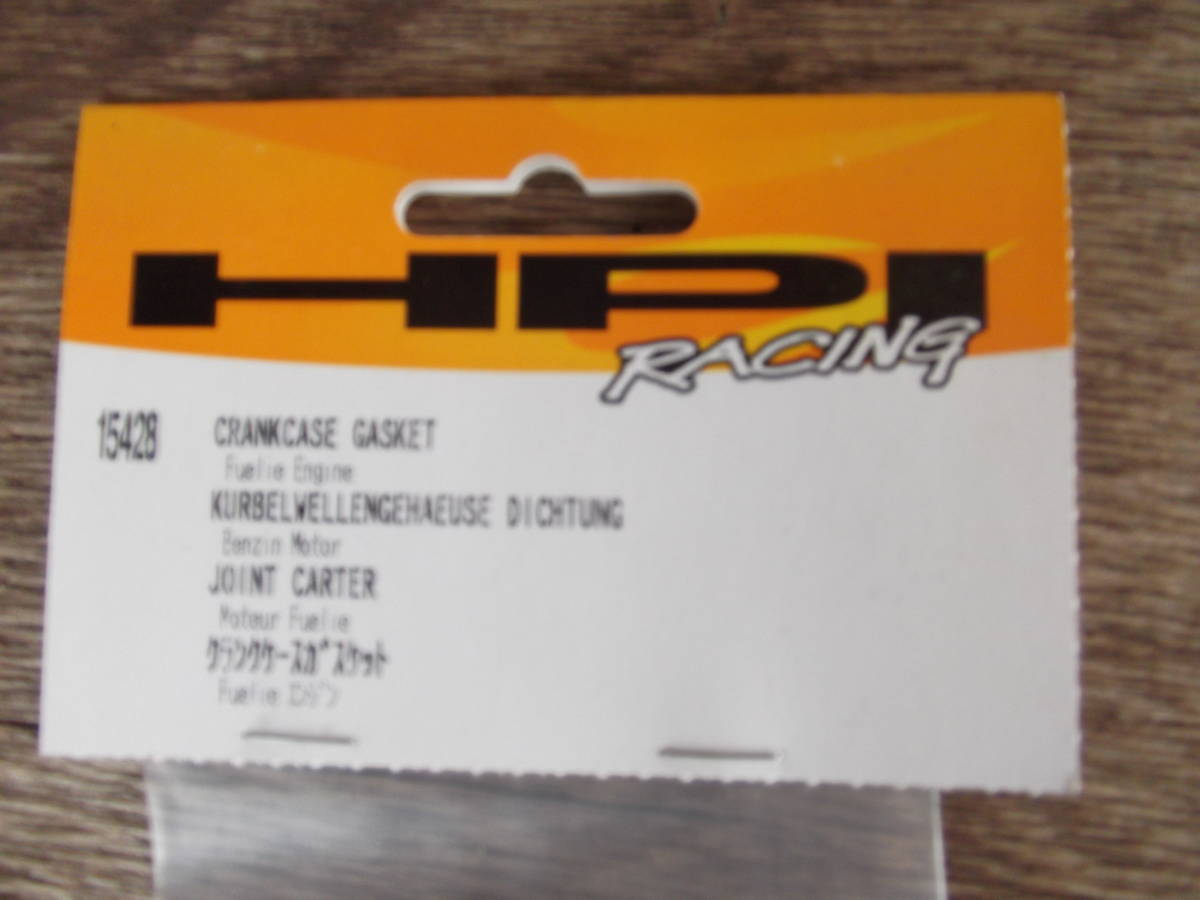 HPI
RACING
15428 CRANKCASE GASKET
Fuelie Engine
KURBELWELLENGEHAEUSE DICHTUNG
Benzin Motor
JOINT CARTER
Moteur Fuelie
クランクケースガスケット
Fuelie エンジン